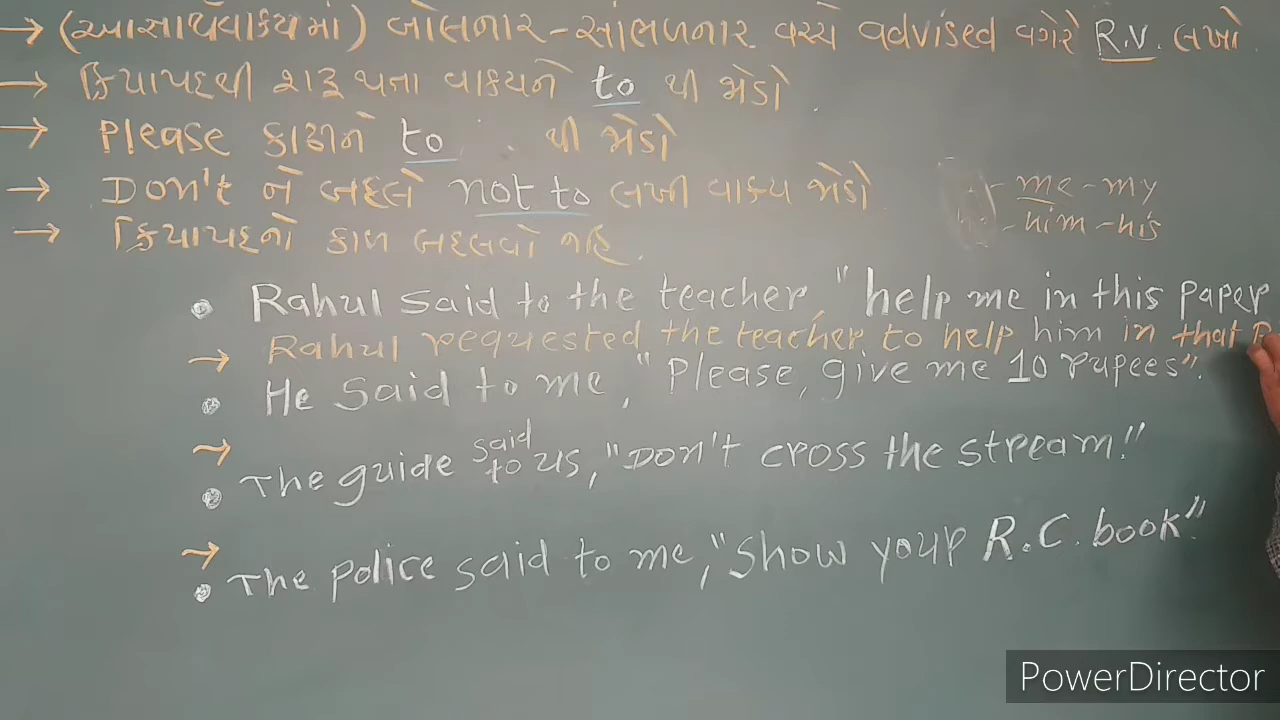 → (આજ્ઞાર્થવાક્યમાં) બોલનાર-સાંભળનાર વચ્ચે advised વગેરે R.V. લખો
→ ક્રિયાપદથી શરૂ થતા વાક્યને to થી જોડો
→ Please કાઢીને to થી જોડો
→ Don't ને બદલે not to લખી વાક્ય જોડો
- me - my
- him - his
→ ક્રિયાપદનો કાળ બદલવો નહિ.
• Rahul said to the teacher, "help me in this paper
→ Rahul requested the teacher to help him in that
• He said to me, "Please, give me 10 rupees".
→
• The guide said to us, "Don't cross the stream."
→
• The police said to me, "Show your R.C. book".
PowerDirector